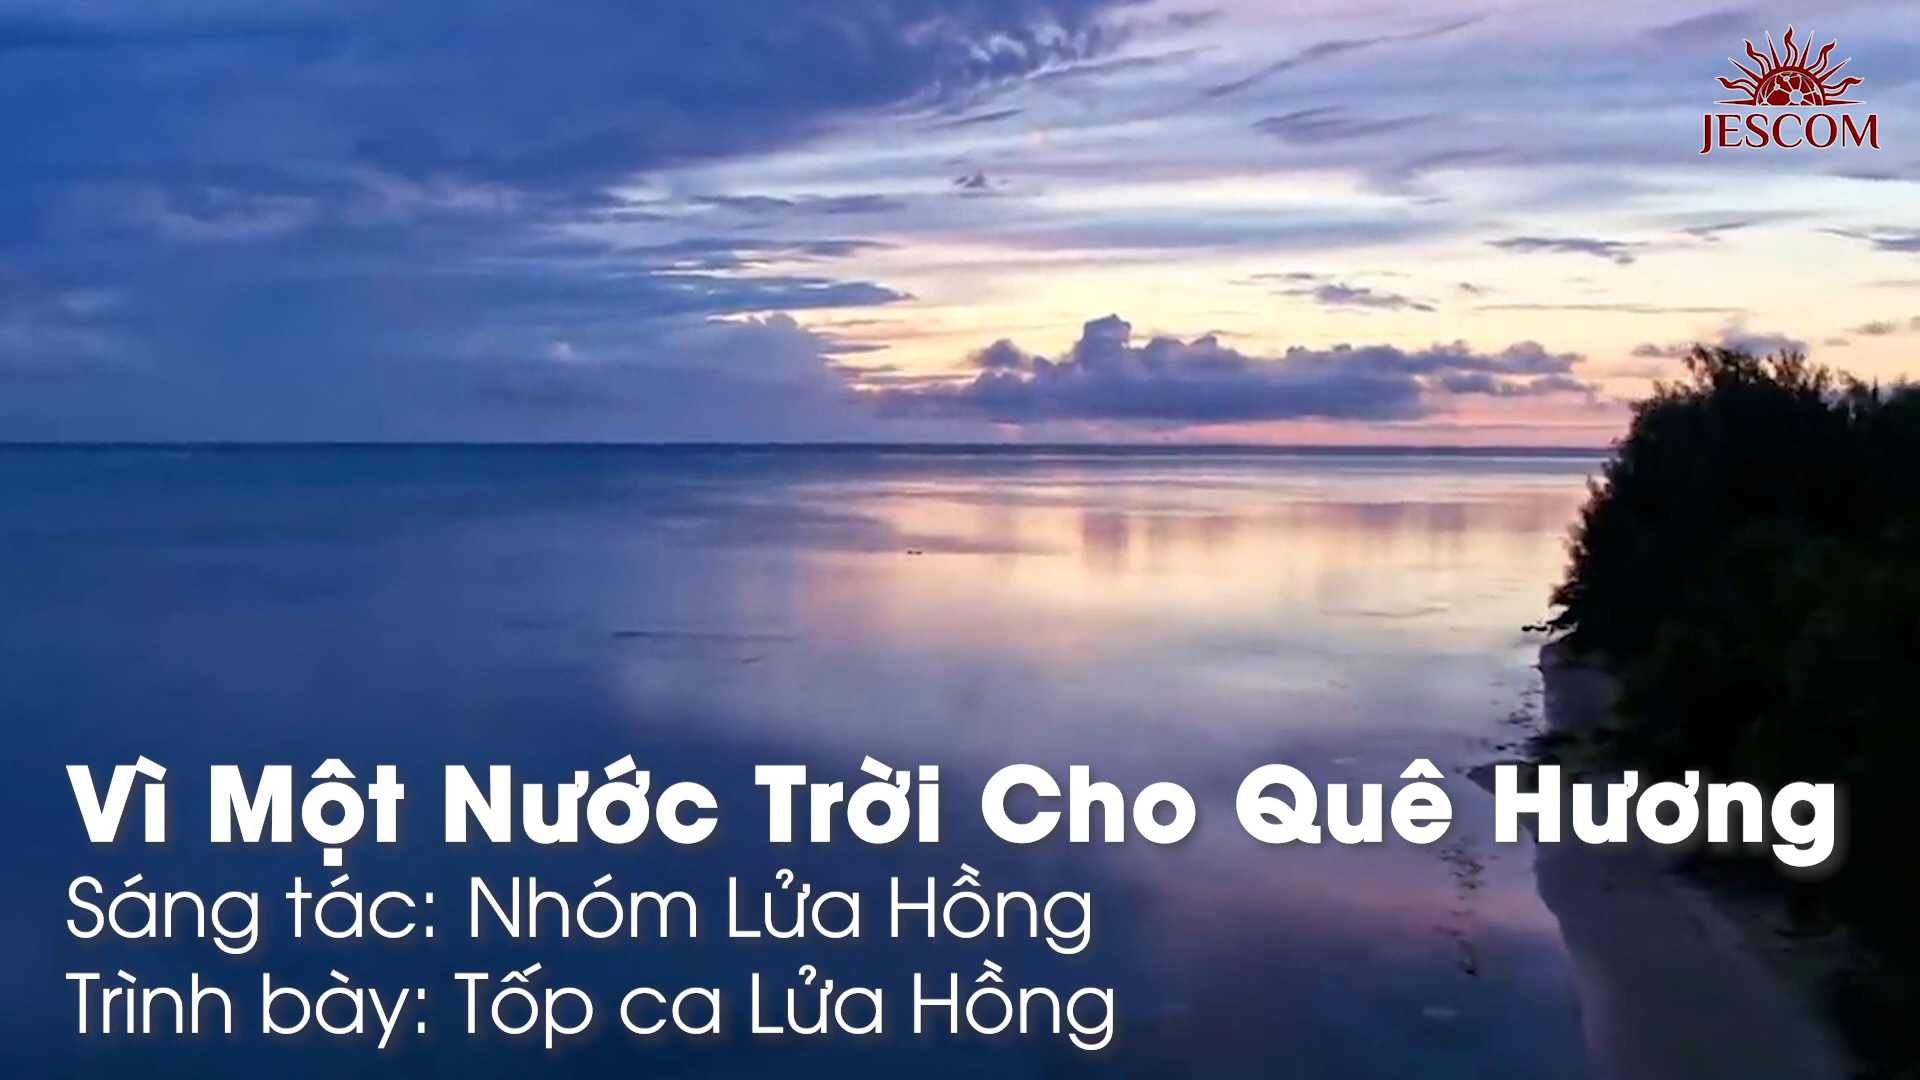 JESCOM
Vì Một Nước Trời Cho Quê Hương
Sáng tác: Nhóm Lửa Hồng
Trình bày: Tốp ca Lửa Hồng